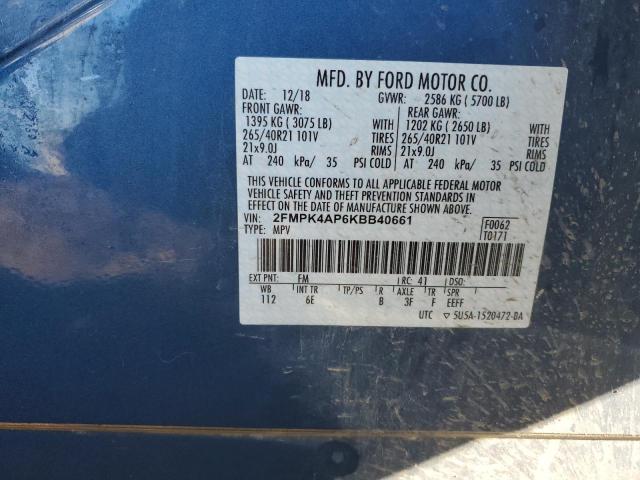 MFD. BY FORD MOTOR CO.
DATE: 12/18 GVWR: 2586 KG ( 5700 LB)
FRONT GAWR: REAR GAWR:
1395 KG ( 3075 LB) WITH 1202 KG ( 2650 LB) WITH
265/40R21 101V TIRES 265/40R21 101V TIRES
21x9.0J RIMS 21x9.0J RIMS
AT 240 kPa/ 35 PSI COLD AT 240 kPa/ 35 PSI COLD
THIS VEHICLE CONFORMS TO ALL APPLICABLE FEDERAL MOTOR
VEHICLE SAFETY AND THEFT PREVENTION STANDARDS IN
EFFECT ON THE DATE OF MANUFACTURE SHOWN ABOVE.
VIN: 2FMPK4AP6KBB40661 F0062
TYPE: MPV T0171
EXT PNT: FM RC: 41 DSO:
WB INT TR TP/PS R AXLE TR SPR
112 6E B 3F F EEFF
UTC ▽ 5U5A-1520472-DA